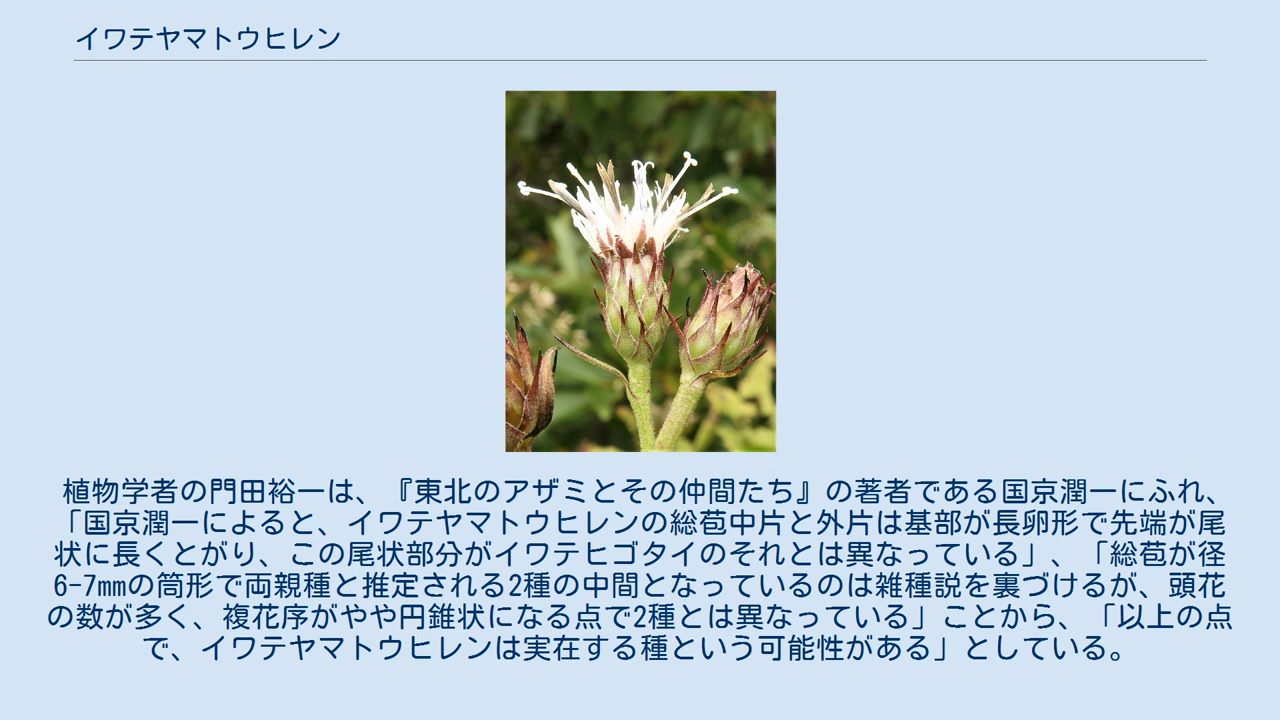 イワテヤマトウヒレン
植物学者の門田裕一は、『東北のアザミとその仲間たち』の著者である国京潤一にふれ、
「国京潤一によると、イワテヤマトウヒレンの総苞中片と外片は基部が長卵形で先端が尾
状に長くとがり、この尾状部分がイワテヒゴタイのそれとは異なっている」、「総苞が径
6-7mmの筒形で両親種と推定される2種の中間となっているのは雑種説を裏づけるが、頭花
の数が多く、複花序がやや円錐状になる点で2種とは異なっている」ことから、「以上の点
で、イワテヤマトウヒレンは実在する種という可能性がある」としている。